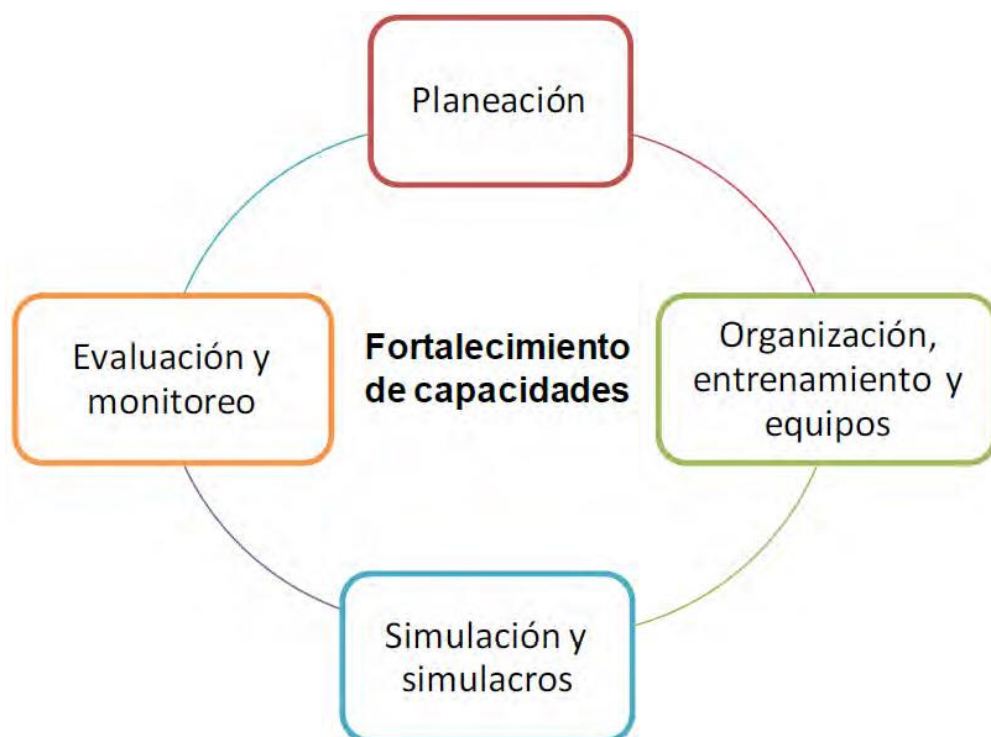 Planeación
Organización,
entrenamiento y
equipos
Fortalecimiento
de capacidades
Evaluación y
monitoreo
Simulación y
simulacros